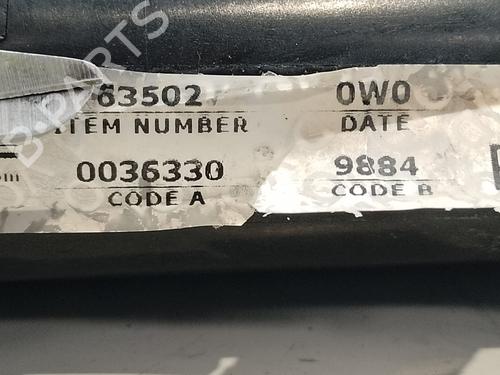 63502 0W0
ITEM NUMBER DATE
0036330 9884
CODE A CODE B